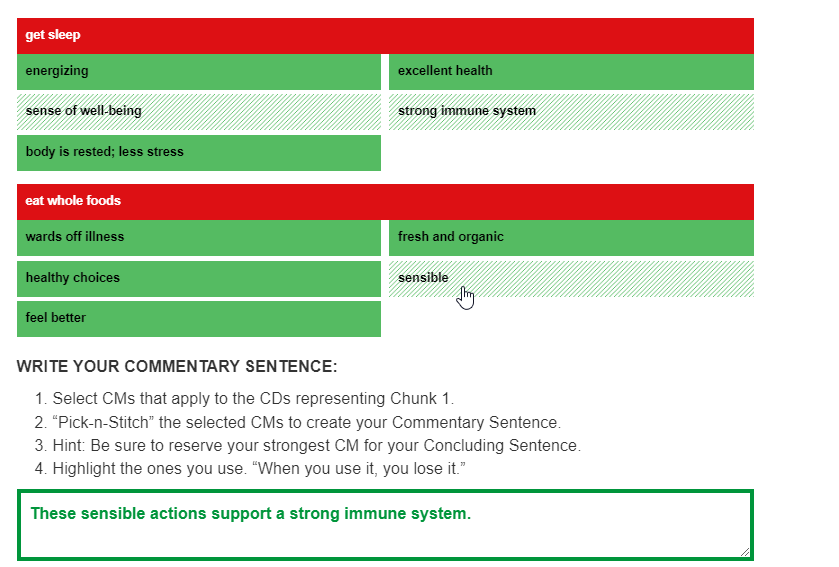 get sleep
energizing
excellent health
sense of well-being
strong immune system
body is rested; less stress
eat whole foods
wards off illness
fresh and organic
healthy choices
sensible
feel better
WRITE YOUR COMMENTARY SENTENCE:
1. Select CMs that apply to the CDs representing Chunk 1.
2. “Pick-n-Stitch” the selected CMs to create your Commentary Sentence.
3. Hint: Be sure to reserve your strongest CM for your Concluding Sentence.
4. Highlight the ones you use. “When you use it, you lose it.”
These sensible actions support a strong immune system.